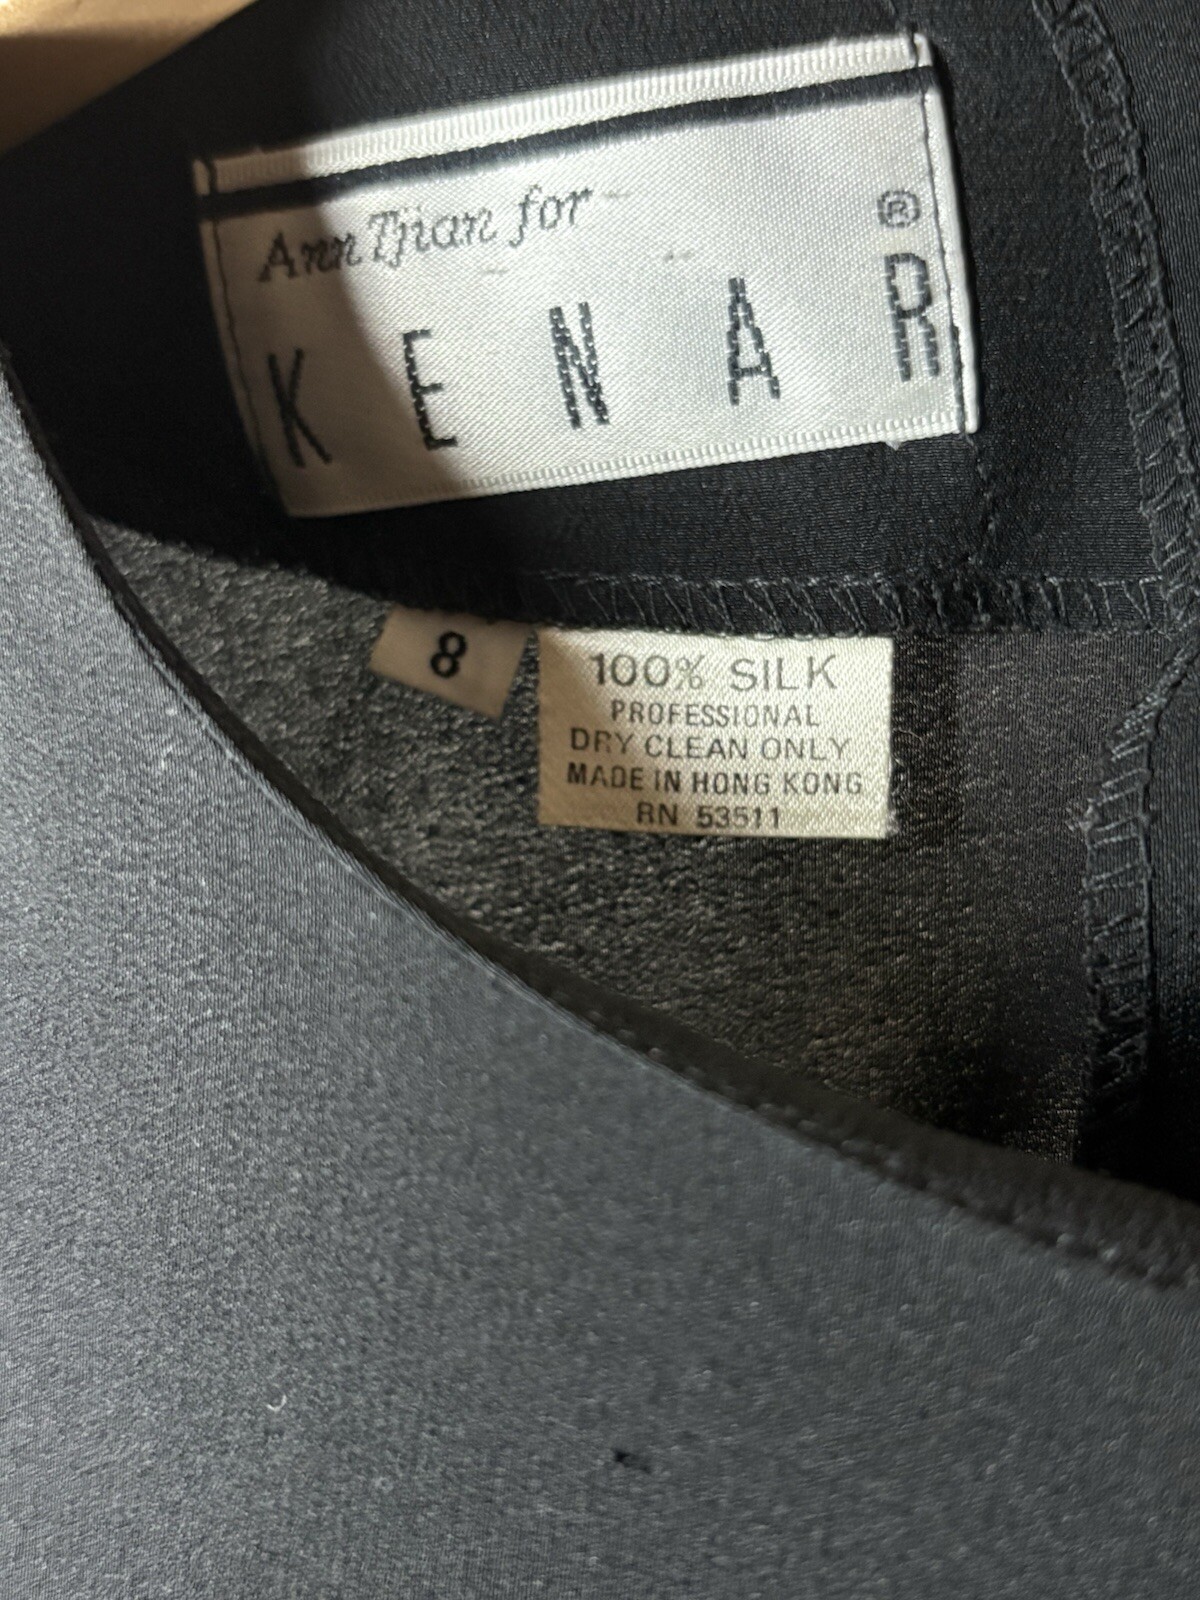 Ann Tjian for
®
KENAR
8
100% SILK
PROFESSIONAL
DRY CLEAN ONLY
MADE IN HONG KONG
RN 53511